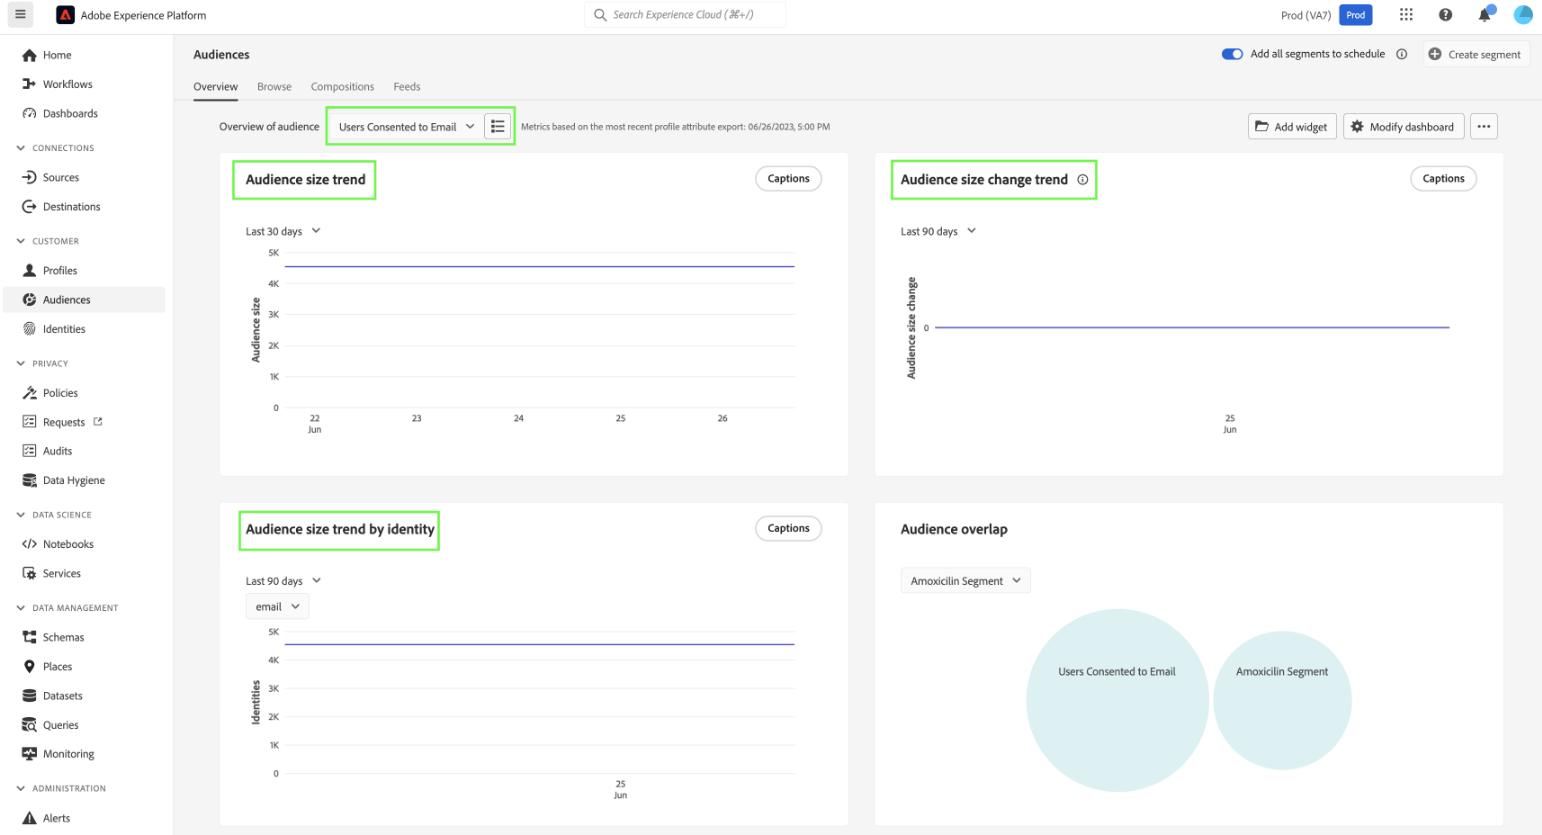 Adobe Experience Platform
Search Experience Cloud (⌘+/)
Prod (VA7)
Prod
Home
Workflows
Dashboards
CONNECTIONS
Sources
Destinations
CUSTOMER
Profiles
Audiences
Identities
PRIVACY
Policies
Requests
Audits
Data Hygiene
DATA SCIENCE
Notebooks
Services
DATA MANAGEMENT
Schemas
Places
Datasets
Queries
Monitoring
ADMINISTRATION
Alerts
Audiences
Add all segments to schedule
Create segment
Overview
Browse
Compositions
Feeds
Overview of audience
Users Consented to Email
Metrics based on the most recent profile attribute export: 06/26/2023, 5:00 PM
Add widget
Modify dashboard
Audience size trend
Captions
Last 30 days
Audience size
5K
4K
3K
2K
1K
0
22
Jun
23
24
25
26
Audience size change trend
Captions
Last 90 days
Audience size change
0
25
Jun
Audience size trend by identity
Captions
Last 90 days
email
Identities
5K
4K
3K
2K
1K
0
25
Jun
Audience overlap
Amoxicilin Segment
Users Consented to Email
Amoxicilin Segment